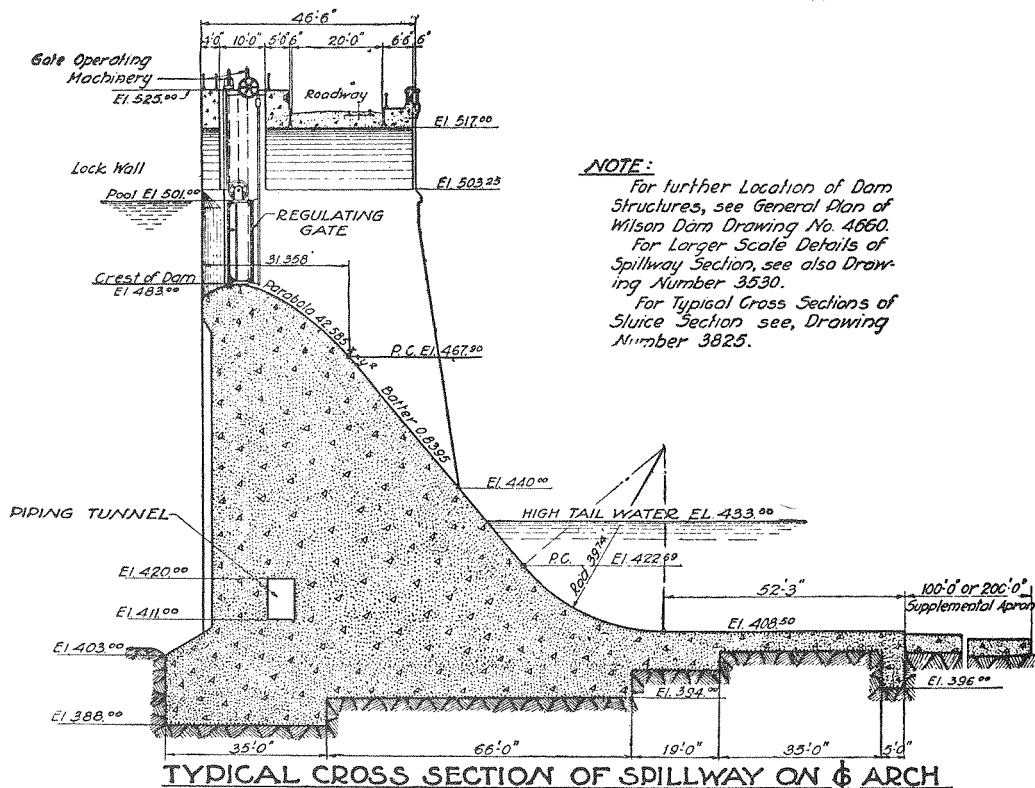 46'-6"
4'-0" 10'-0" 5'-0" 6" 20'-0" 6'-6" 6"
Gate Operating
Machinery
El. 525.00
Roadway
El. 517.00
Lock Wall
El. 503.25
Pool El. 501.00
REGULATING
GATE
31.358'
Crest of Dam
El. 483.00
Parabola 42.585 x = y²
P.C. El. 467.90
Batter 0.8395
NOTE:
For further Location of Dam
Structures, see General Plan of
Wilson Dam Drawing No. 4660.
For Larger Scale Details of
Spillway Section, see also Draw-
ing Number 3530.
For Typical Cross Sections of
Sluice Section see, Drawing
Number 3825.
El. 440.00
PIPING TUNNEL
HIGH TAIL WATER EL. 433.00
P.C. El. 422.69
Rad. 39.74'
El. 420.00
El. 411.00
52'-3"
100'-0" or 200'-0"
Supplemental Apron
El. 408.50
El. 403.00
El. 394.00
El. 396.00
El. 388.00
35'-0" 66'-0" 19'-0" 35'-0" 5'-0"
TYPICAL CROSS SECTION OF SPILLWAY ON ℄ ARCH